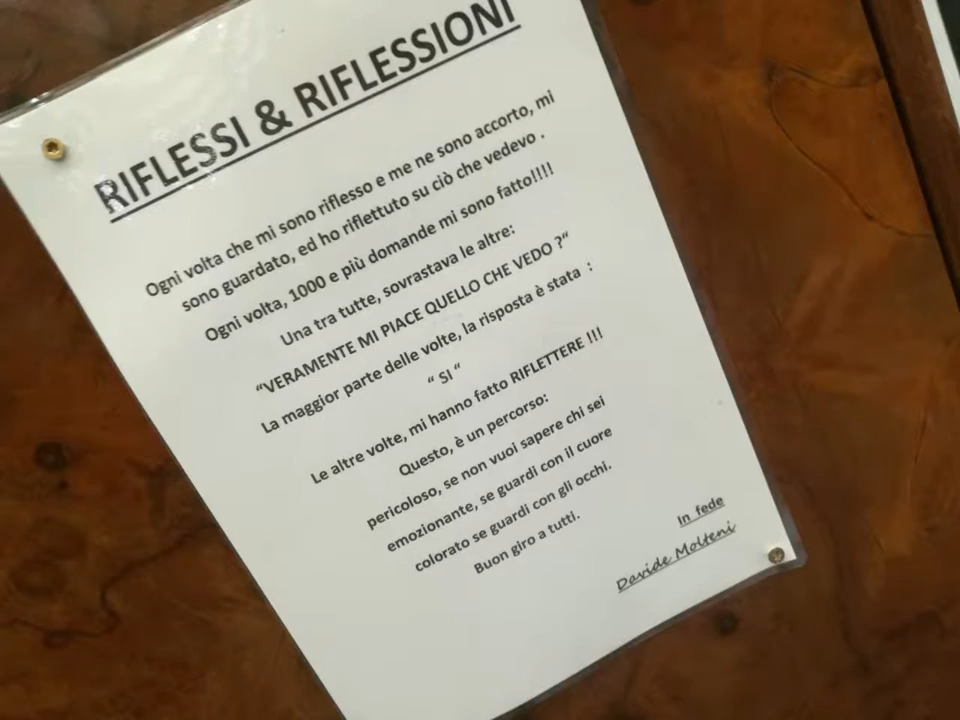 RIFLESSI & RIFLESSIONI
Ogni volta che mi sono riflesso e me ne sono accorto, mi
sono guardato, ed ho riflettuto su ciò che vedevo .
Ogni volta, 1000 e più domande mi sono fatto!!!!
Una tra tutte, sovrastava le altre:
“VERAMENTE MI PIACE QUELLO CHE VEDO ?“
La maggior parte delle volte, la risposta è stata :
“ SI “
Le altre volte, mi hanno fatto RIFLETTERE !!!
Questo, è un percorso:
pericoloso, se non vuoi sapere chi sei
emozionante, se guardi con il cuore
colorato se guardi con gli occhi.
Buon giro a tutti.
In fede
Davide Molteni